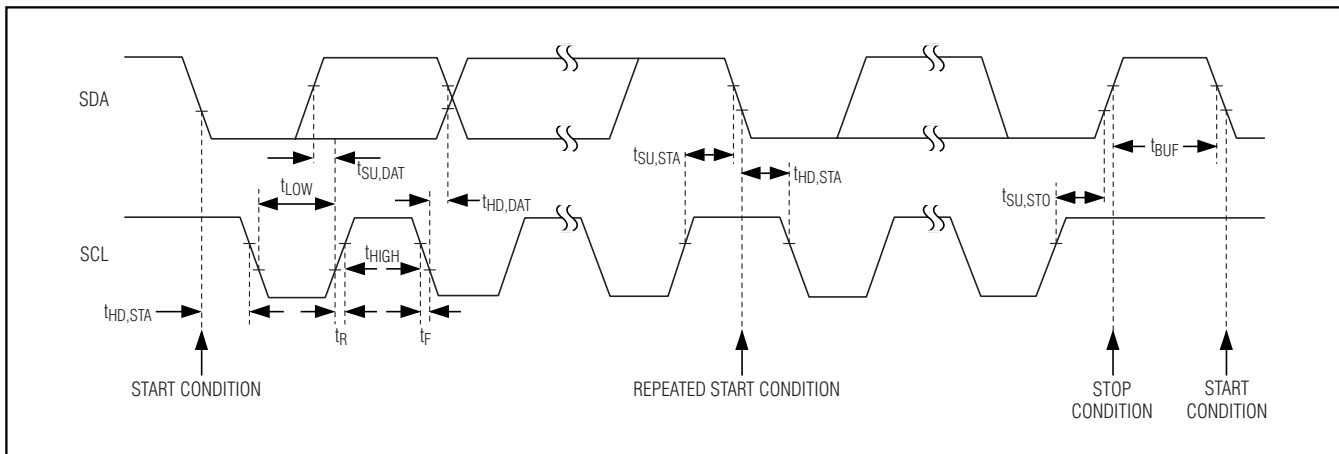 SDA
tSU,STA
tBUF
tSU,DAT
tHD,STA
tLOW
tHD,DAT
tSU,STO
SCL
tHIGH
tHD,STA
tR
tF
START CONDITION
REPEATED START CONDITION
STOP
CONDITION
START
CONDITION